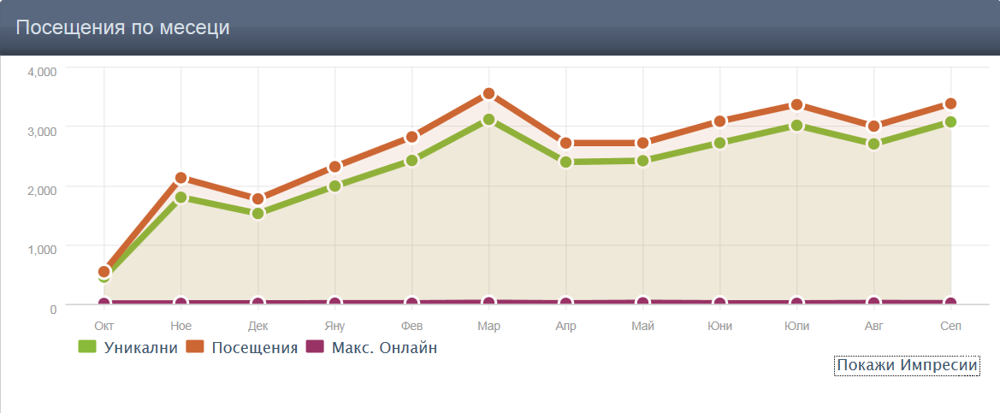 Посещения по месеци
4,000
3,000
2,000
1,000
0
Окт Ное Дек Яну Фев Мар Апр Май Юни Юли Авг Сеп
Уникални Посещения Макс. Онлайн
Покажи Импресии